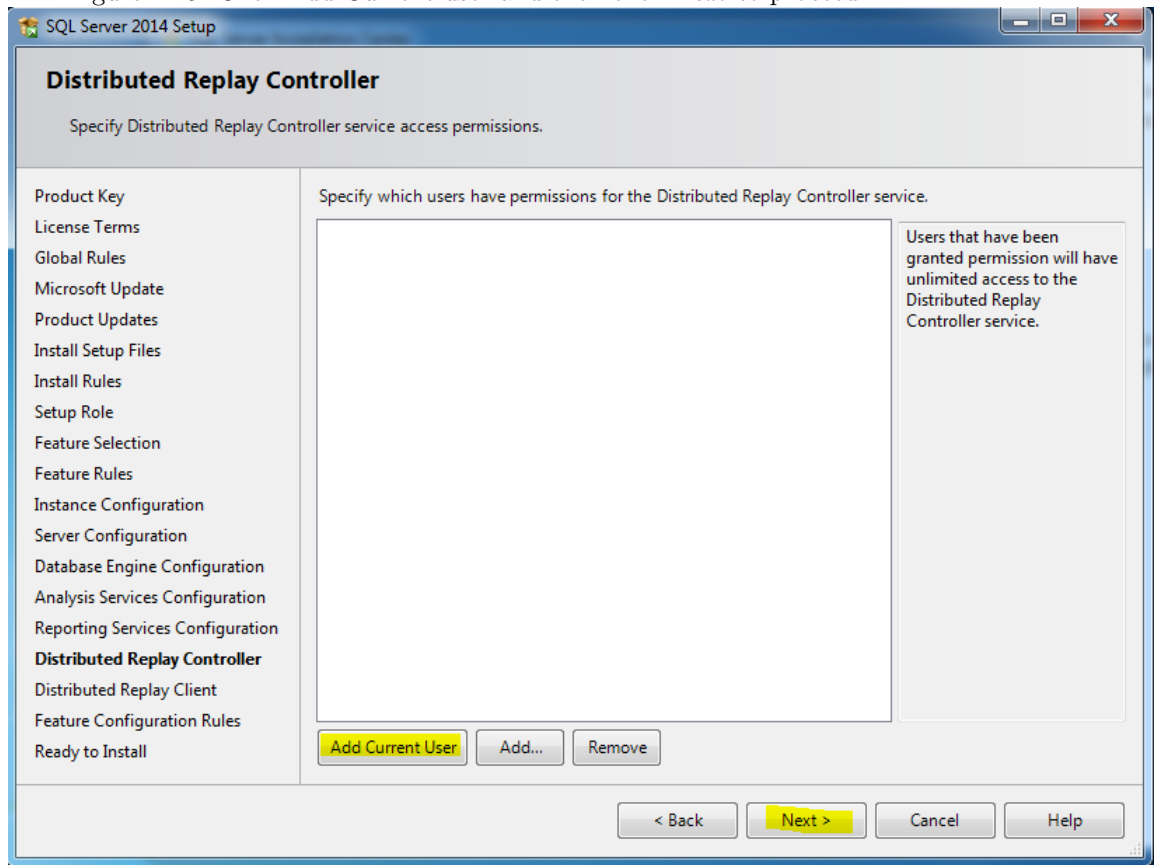 SQL Server 2014 Setup
Distributed Replay Controller
Specify Distributed Replay Controller service access permissions.
Product Key
License Terms
Global Rules
Microsoft Update
Product Updates
Install Setup Files
Install Rules
Setup Role
Feature Selection
Feature Rules
Instance Configuration
Server Configuration
Database Engine Configuration
Analysis Services Configuration
Reporting Services Configuration
Distributed Replay Controller
Distributed Replay Client
Feature Configuration Rules
Ready to Install
Specify which users have permissions for the Distributed Replay Controller service.
Users that have been
granted permission will have
unlimited access to the
Distributed Replay
Controller service.
Add Current User
Add...
Remove
< Back
Next >
Cancel
Help